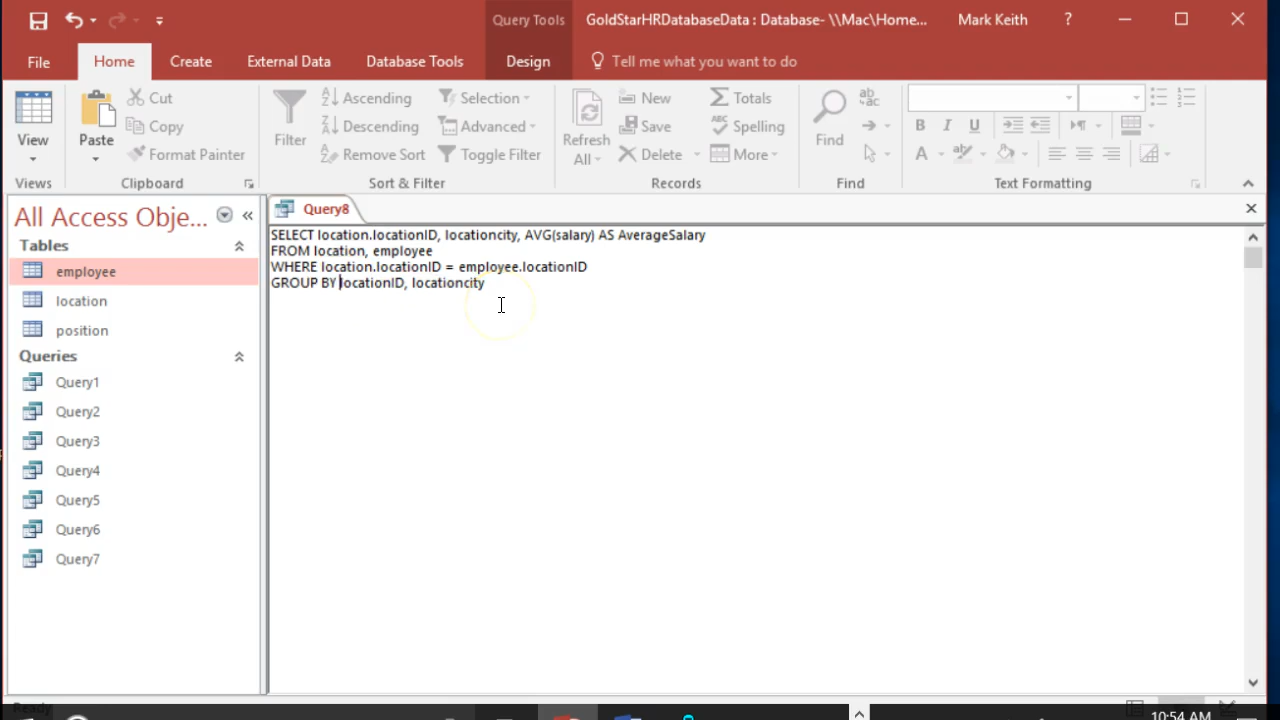 Query Tools
GoldStarHRDatabaseData : Database- \\Mac\Home...
Mark Keith
?
File
Home
Create
External Data
Database Tools
Design
Tell me what you want to do
View
Views
Paste
Cut
Copy
Format Painter
Clipboard
Filter
Ascending
Descending
Remove Sort
Selection
Advanced
Toggle Filter
Sort & Filter
Refresh
All
New
Save
Delete
Totals
Spelling
More
Records
Find
Find
B I U
Text Formatting
All Access Obje...
Tables
employee
location
position
Queries
Query1
Query2
Query3
Query4
Query5
Query6
Query7
Query8
SELECT location.locationID, locationcity, AVG(salary) AS AverageSalary
FROM location, employee
WHERE location.locationID = employee.locationID
GROUP BY locationID, locationcity
Ready
10:54 AM